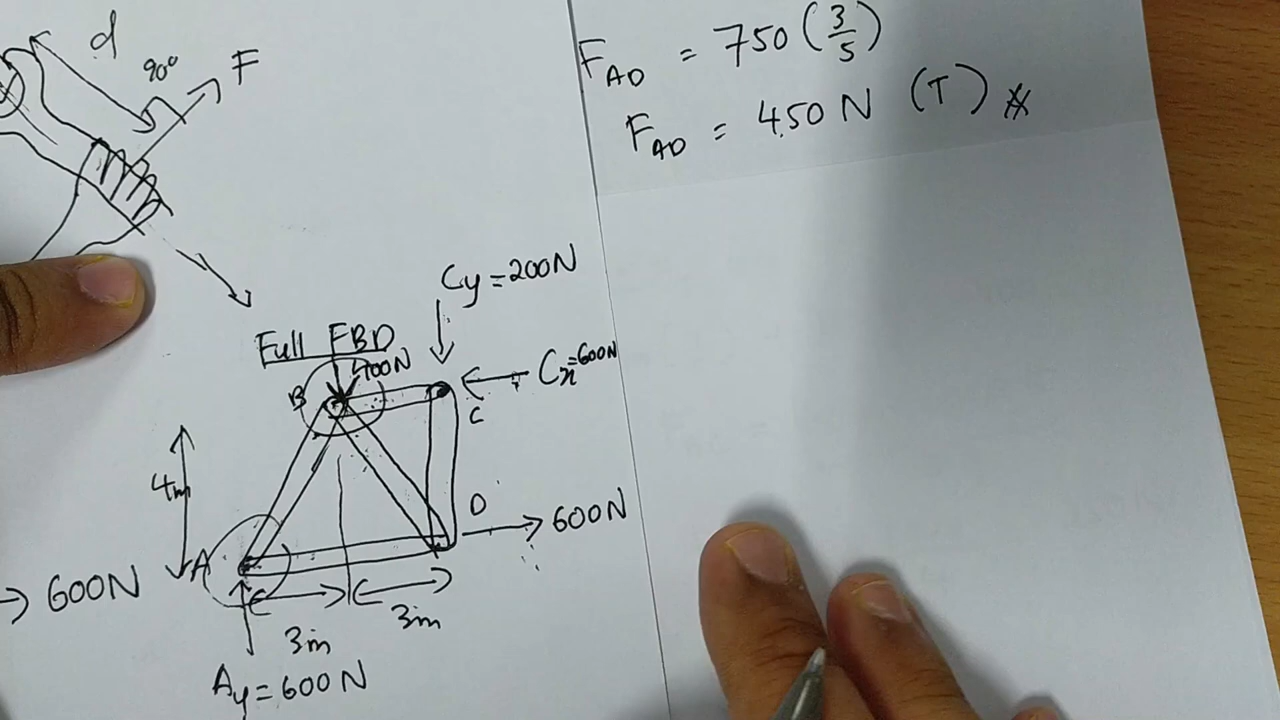 d
90°
F
F_AD = 750 (3/5)
F_AD = 450 N (T)
Cy = 200N
Full FBD
400N
B
Cx = 600N
C
4m
D
600N
A
600N
3m
3m
Ay = 600 N